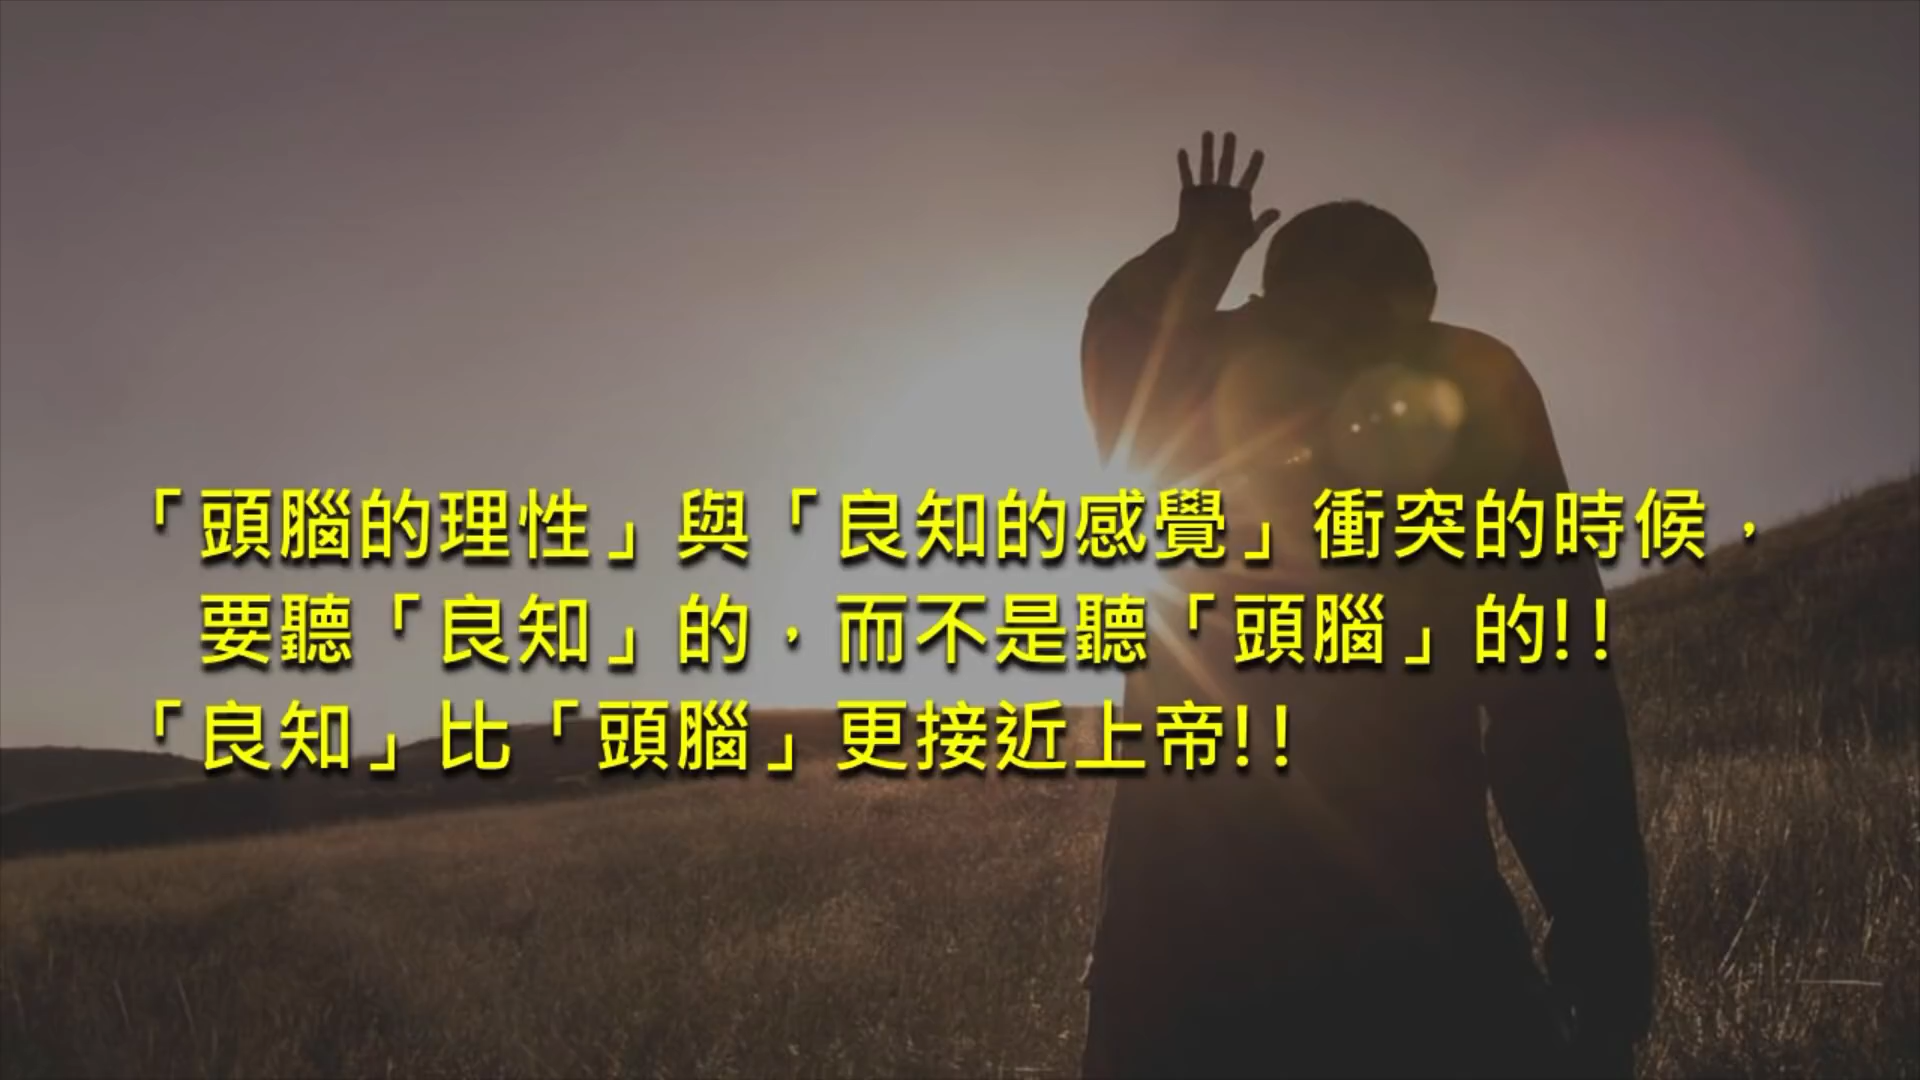 「頭腦的理性」與「良知的感覺」衝突的時候，
要聽「良知」的，而不是聽「頭腦」的!!
「良知」比「頭腦」更接近上帝!!